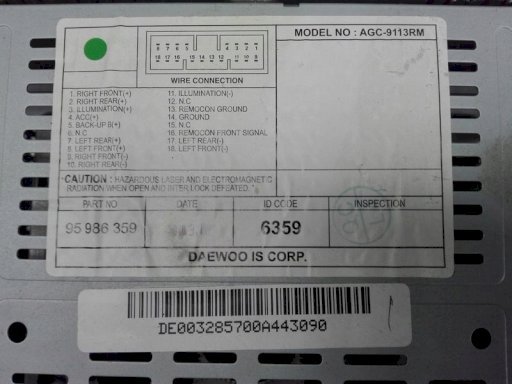 MODEL NO : AGC-9113RM
WIRE CONNECTION
1. RIGHT FRONT(+)
2. RIGHT REAR(+)
3. ILLUMINATION(+)
4. ACC(+)
5. BACK-UP B(+)
6. N.C
7. LEFT REAR(+)
8. LEFT FRONT(+)
9. RIGHT FRONT(-)
10. RIGHT REAR(-)
11. ILLUMINATION(-)
12. N.C
13. REMOCON GROUND
14. GROUND
15. N.C
16. REMOCON FRONT SIGNAL
17. LEFT REAR(-)
18. LEFT FRONT(-)
CAUTION : HAZARDOUS LASER AND ELECTROMAGNETIC
RADIATION WHEN OPEN AND INTER LOCK DEFEATED.
PART NO DATE ID CODE INSPECTION
95 986 359 6359
DAEWOO IS CORP.
DE003285700A443090